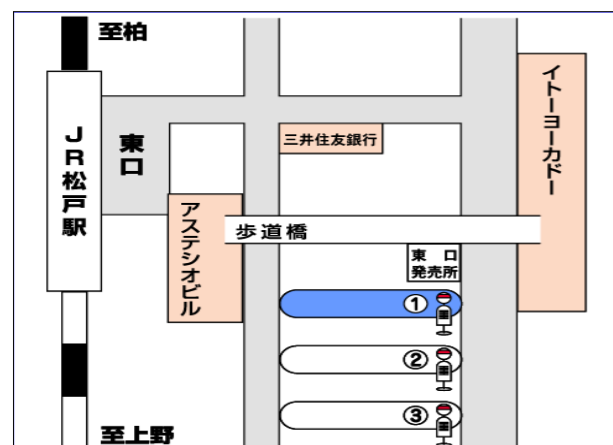 至柏
JR松戸駅
東口
三井住友銀行
イトーヨーカドー
アステシオビル
歩道橋
東口
発売所
①
②
③
至上野